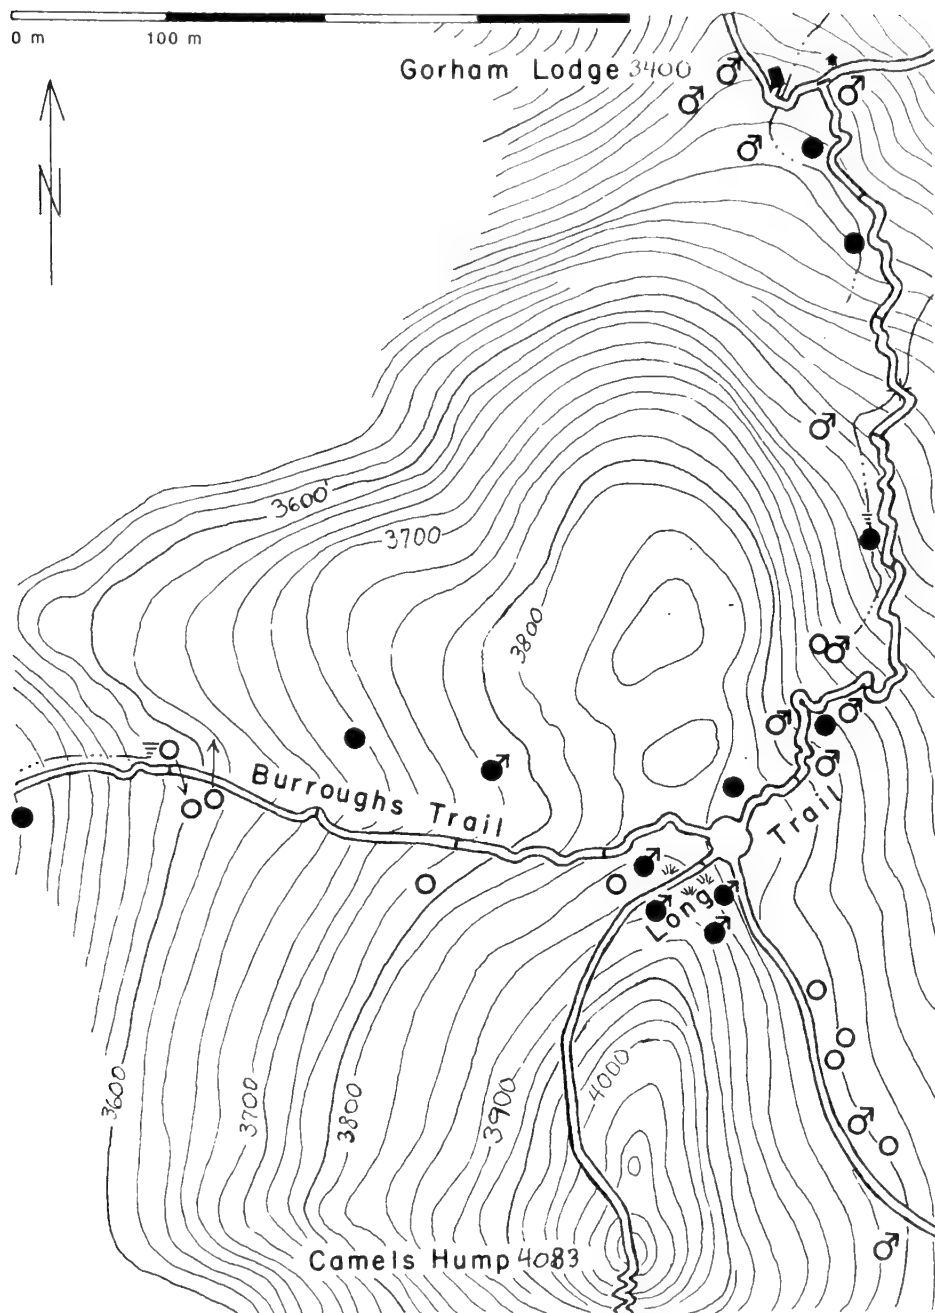 0 m 100 m
Gorham Lodge 3400
N
3600'
3700
3800
Burroughs Trail
Long Trail
3600
3700
3800
3900
4000
Camels Hump 4083